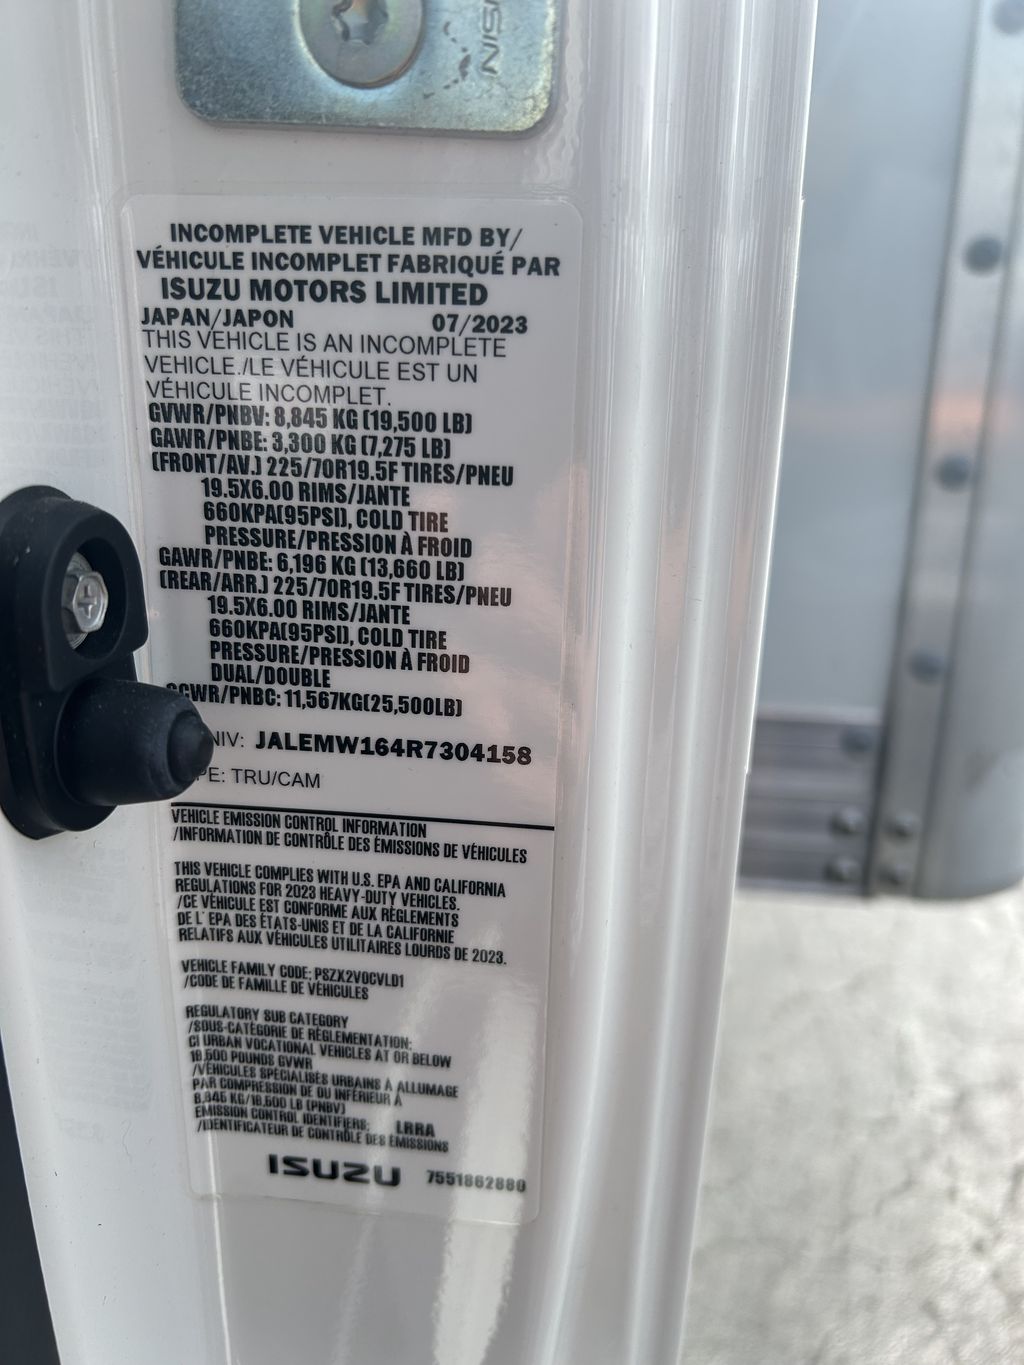 INCOMPLETE VEHICLE MFD BY/
VÉHICULE INCOMPLET FABRIQUÉ PAR
ISUZU MOTORS LIMITED
JAPAN/JAPON 07/2023
THIS VEHICLE IS AN INCOMPLETE
VEHICLE./LE VÉHICULE EST UN
VÉHICULE INCOMPLET.
GVWR/PNBV: 8,845 KG (19,500 LB)
GAWR/PNBE: 3,300 KG (7,275 LB)
(FRONT/AV.) 225/70R19.5F TIRES/PNEU
19.5X6.00 RIMS/JANTE
660KPA(95PSI), COLD TIRE
PRESSURE/PRESSION À FROID
GAWR/PNBE: 6,196 KG (13,660 LB)
(REAR/ARR.) 225/70R19.5F TIRES/PNEU
19.5X6.00 RIMS/JANTE
660KPA(95PSI), COLD TIRE
PRESSURE/PRESSION À FROID
DUAL/DOUBLE
GCWR/PNBC: 11,567KG(25,500LB)
NIV: JALEMW164R7304158
PE: TRU/CAM
VEHICLE EMISSION CONTROL INFORMATION
/INFORMATION DE CONTRÔLE DES ÉMISSIONS DE VÉHICULES
THIS VEHICLE COMPLIES WITH U.S. EPA AND CALIFORNIA
REGULATIONS FOR 2023 HEAVY-DUTY VEHICLES.
/CE VÉHICULE EST CONFORME AUX RÈGLEMENTS
DE L'EPA DES ÉTATS-UNIS ET DE LA CALIFORNIE
RELATIFS AUX VÉHICULES UTILITAIRES LOURDS DE 2023.
VEHICLE FAMILY CODE: PSZX2VOCVLD1
/CODE DE FAMILLE DE VÉHICULES
REGULATORY SUB CATEGORY
/SOUS-CATÉGORIE DE RÈGLEMENTATION:
CI URBAN VOCATIONAL VEHICLES AT OR BELOW
19,500 POUNDS GVWR
/VÉHICULES SPÉCIALISÉS URBAINS À ALLUMAGE
PAR COMPRESSION DE OU INFÉRIEUR À
8,845 KG/19,500 LB (PNBV)
EMISSION CONTROL IDENTIFIERS: LRRA
/IDENTIFICATEUR DE CONTRÔLE DES ÉMISSIONS
ISUZU 7551862880